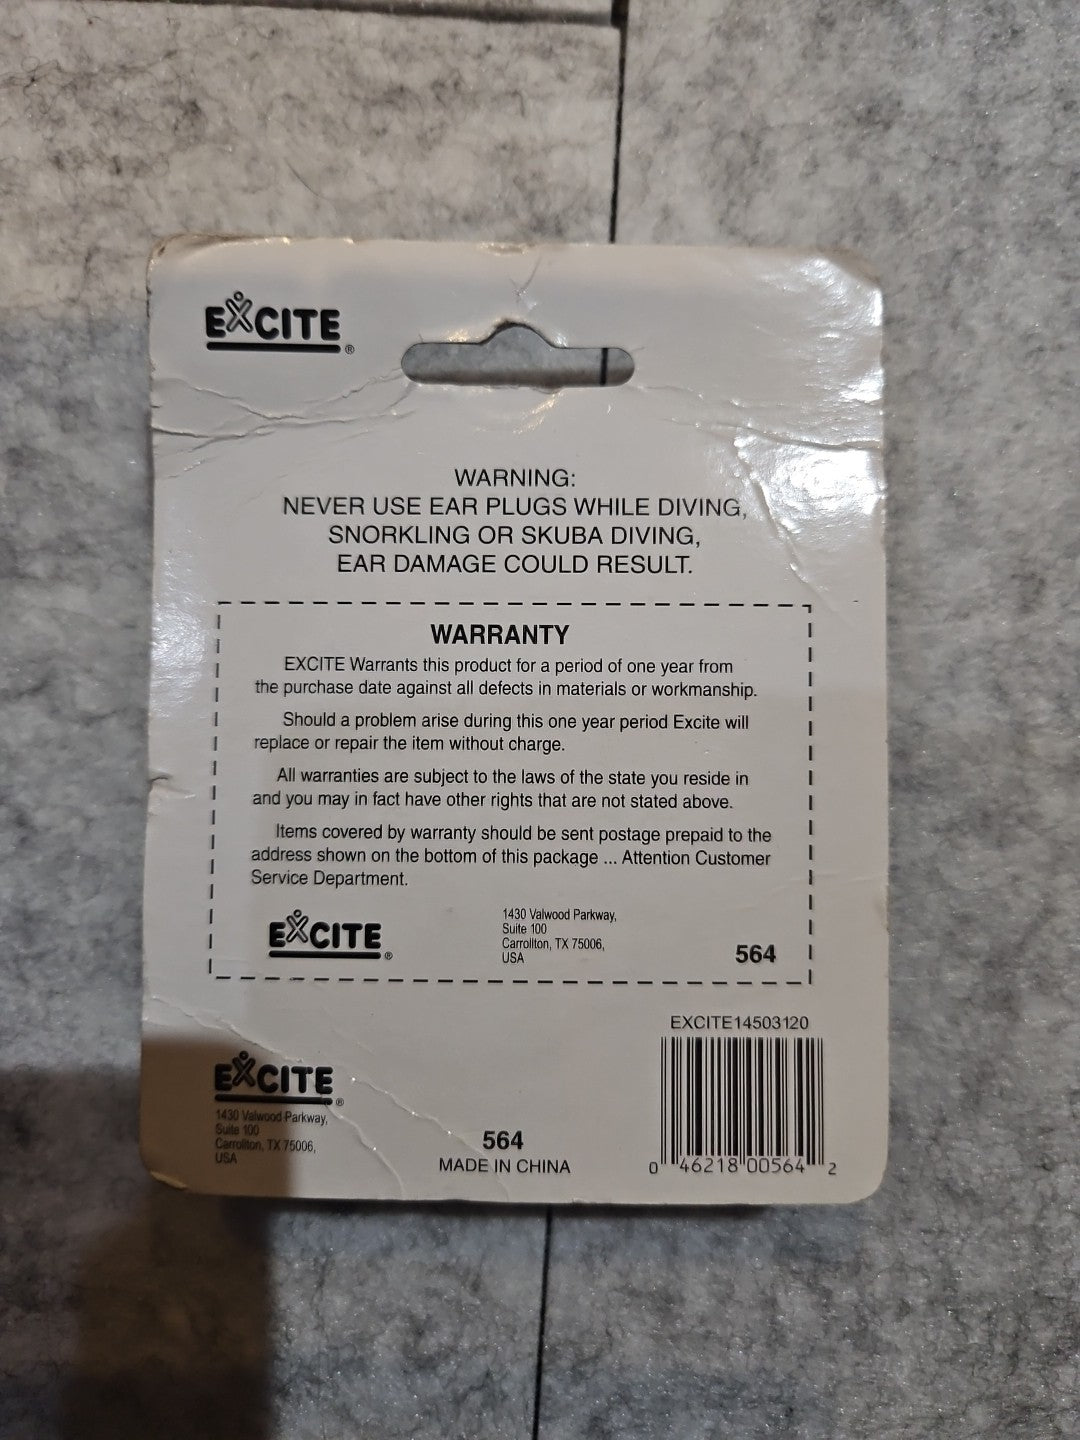 EXCITE®
WARNING:
NEVER USE EAR PLUGS WHILE DIVING,
SNORKLING OR SKUBA DIVING,
EAR DAMAGE COULD RESULT.
WARRANTY
EXCITE Warrants this product for a period of one year from
the purchase date against all defects in materials or workmanship.
Should a problem arise during this one year period Excite will
replace or repair the item without charge.
All warranties are subject to the laws of the state you reside in
and you may in fact have other rights that are not stated above.
Items covered by warranty should be sent postage prepaid to the
address shown on the bottom of this package ... Attention Customer
Service Department.
EXCITE®
1430 Valwood Parkway,
Suite 100
Carrollton, TX 75006,
USA
564
EXCITE14503120
EXCITE®
1430 Valwood Parkway,
Suite 100
Carrollton, TX 75006,
USA
564
MADE IN CHINA
0 46218 00564 2